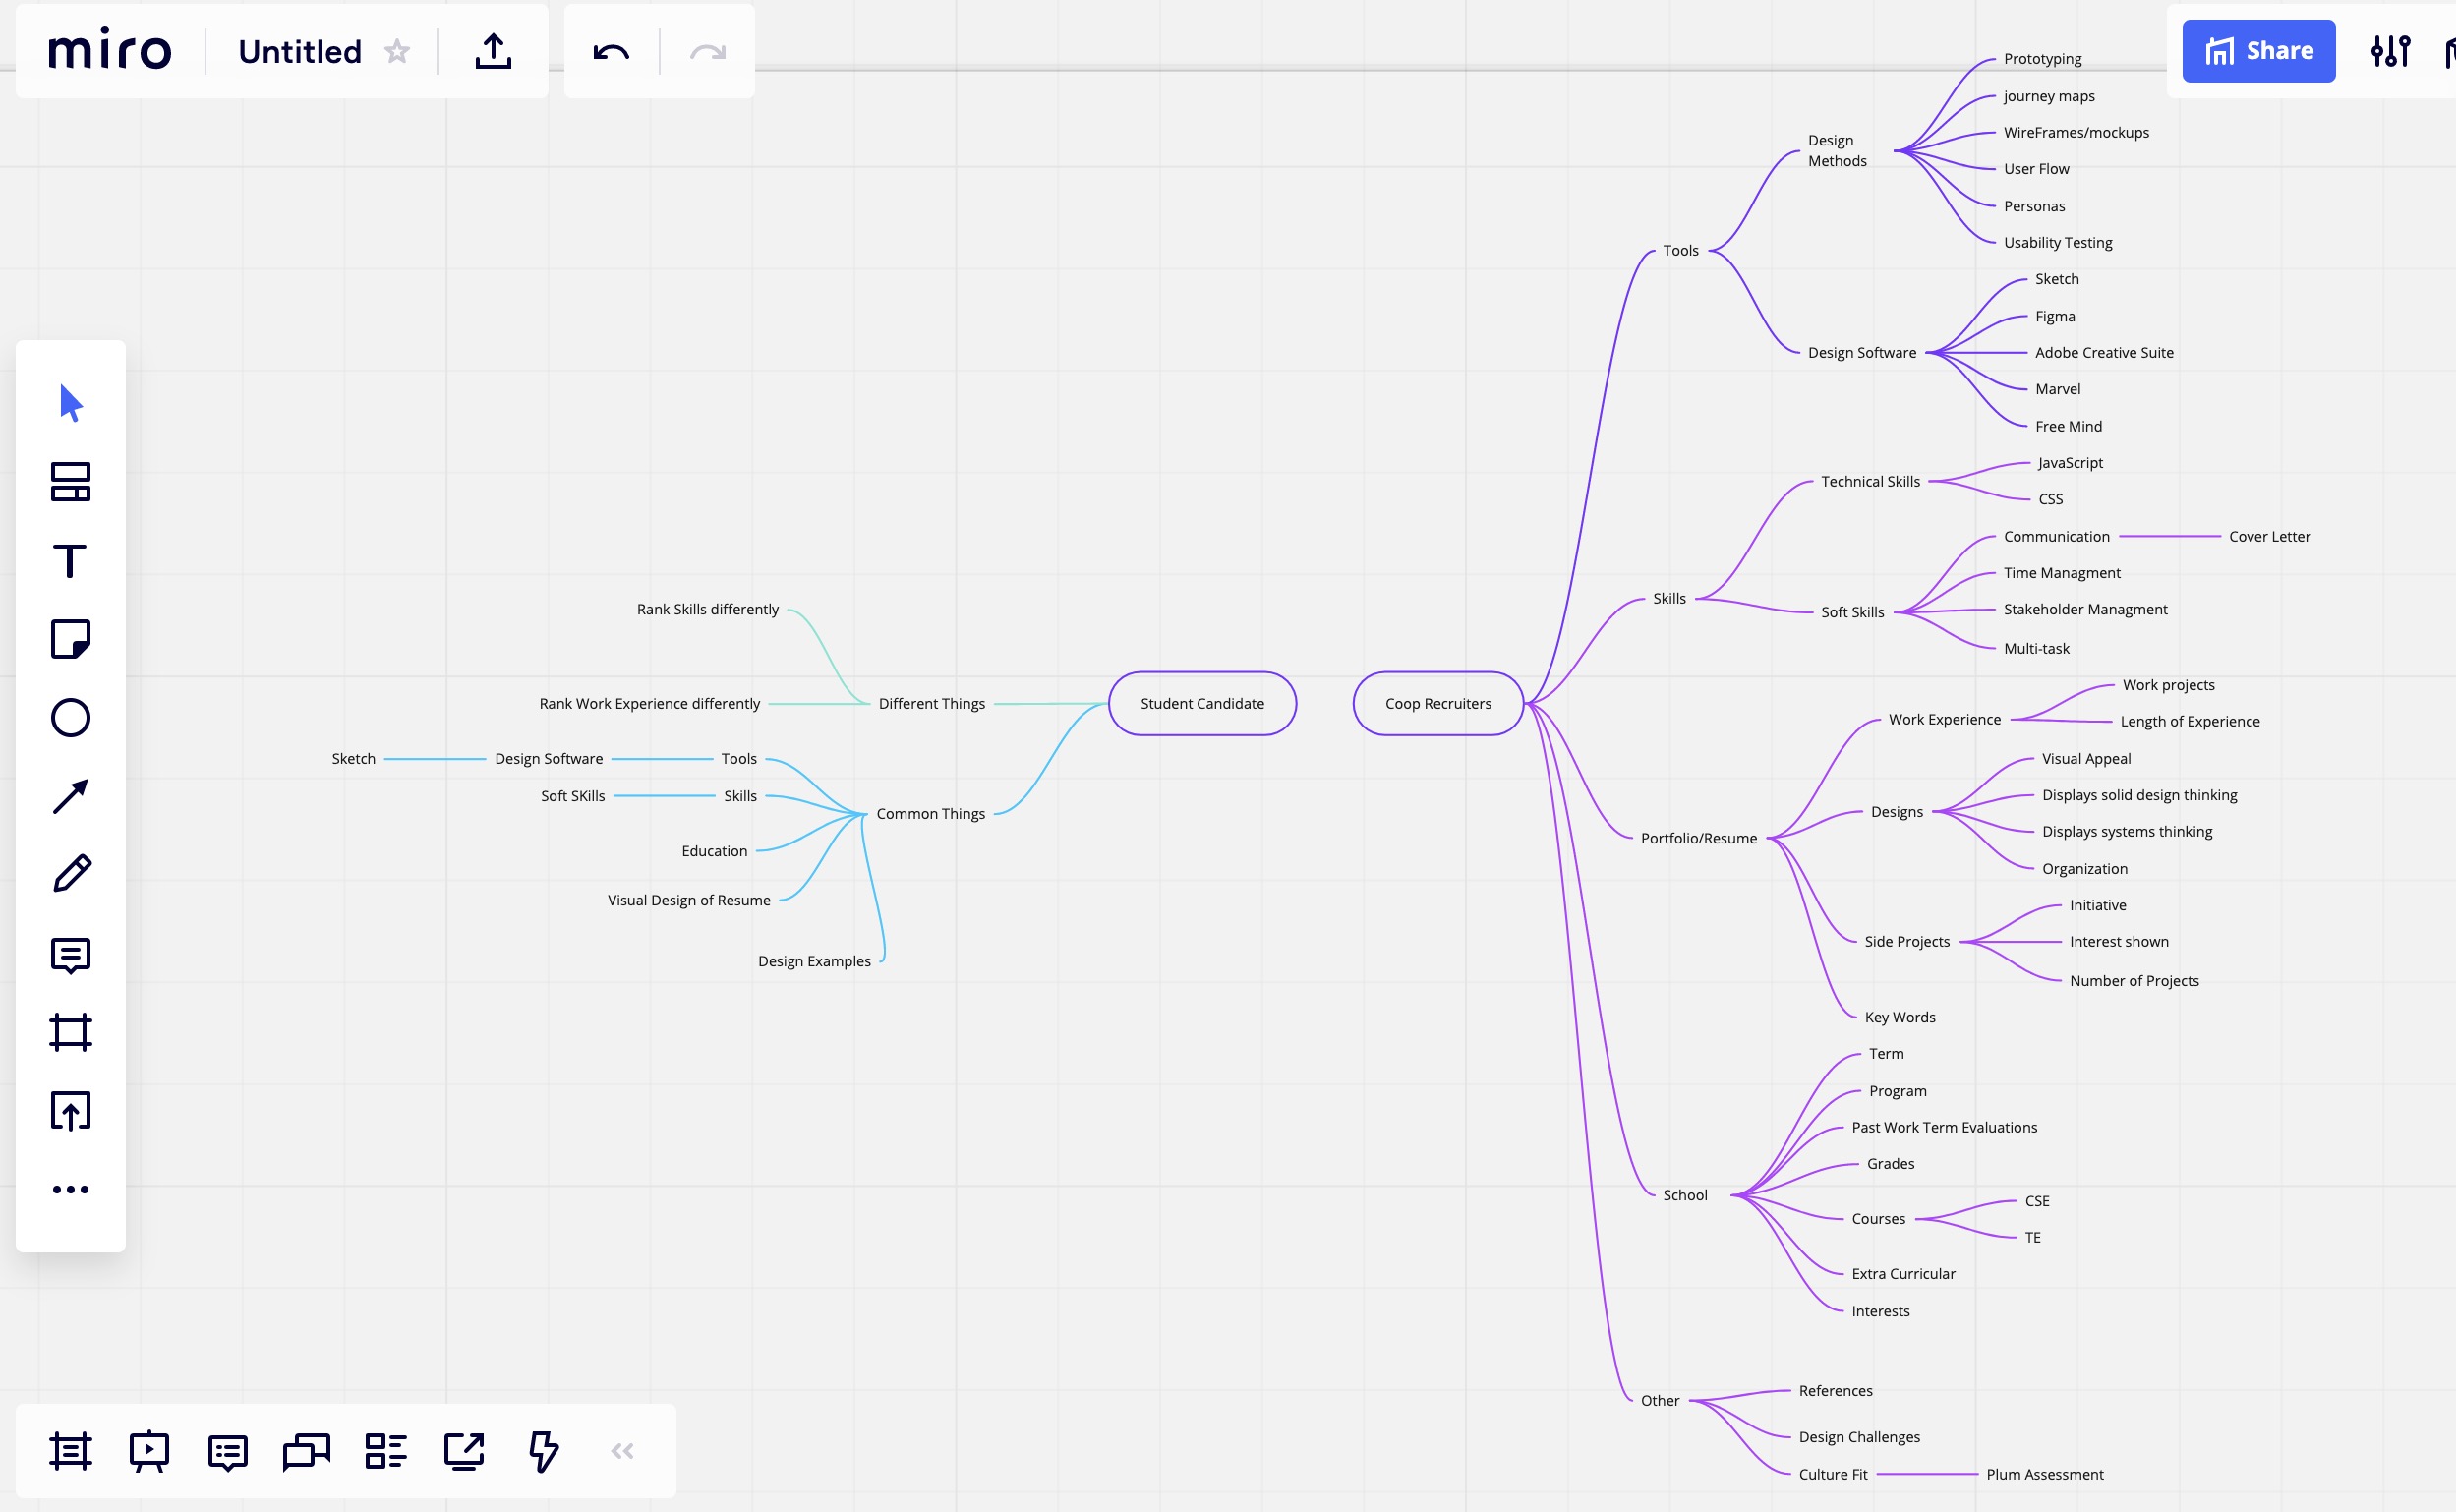 miro
Untitled
Share
Prototyping
journey maps
WireFrames/mockups
User Flow
Personas
Usability Testing
Design
Methods
Tools
Sketch
Figma
Adobe Creative Suite
Marvel
Free Mind
Design Software
JavaScript
CSS
Technical Skills
Communication
Cover Letter
Time Managment
Stakeholder Managment
Multi-task
Soft Skills
Skills
Rank Skills differently
Rank Work Experience differently
Different Things
Student Candidate
Coop Recruiters
Sketch
Design Software
Tools
Soft SKills
Skills
Common Things
Education
Visual Design of Resume
Design Examples
Work projects
Work Experience
Length of Experience
Visual Appeal
Displays solid design thinking
Designs
Displays systems thinking
Organization
Portfolio/Resume
Initiative
Side Projects
Interest shown
Number of Projects
Key Words
Term
Program
Past Work Term Evaluations
Grades
School
Courses
CSE
TE
Extra Curricular
Interests
References
Other
Design Challenges
Culture Fit
Plum Assessment